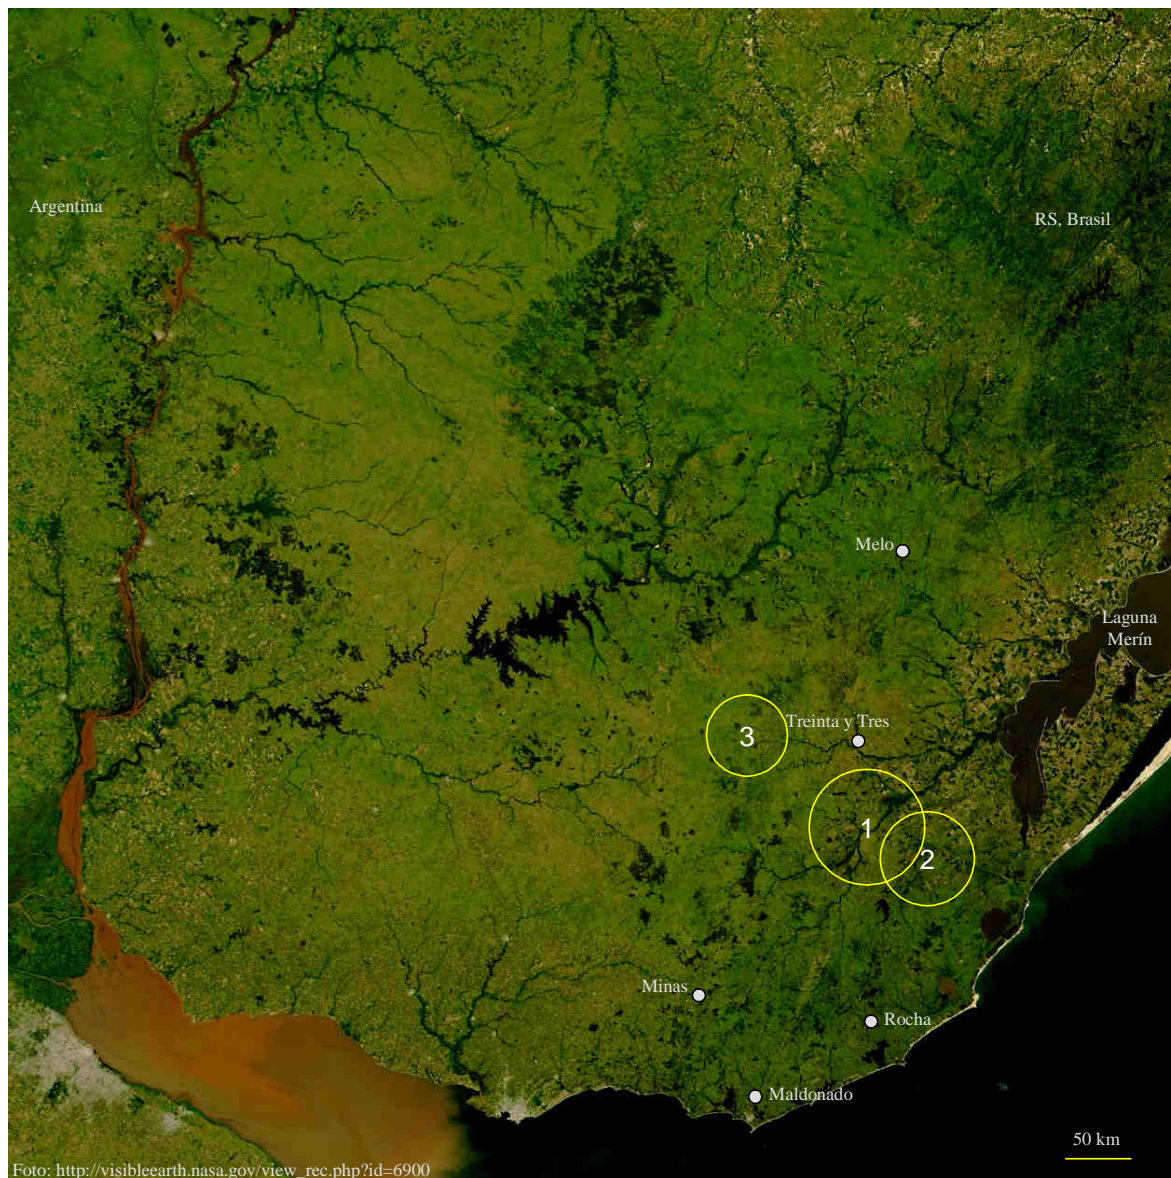 Argentina
RS, Brasil
Melo
Laguna
Merín
3
Treinta y Tres
1
2
Minas
Rocha
Maldonado
50 km
Foto: http://visibleearth.nasa.gov/view_rec.php?id=6900